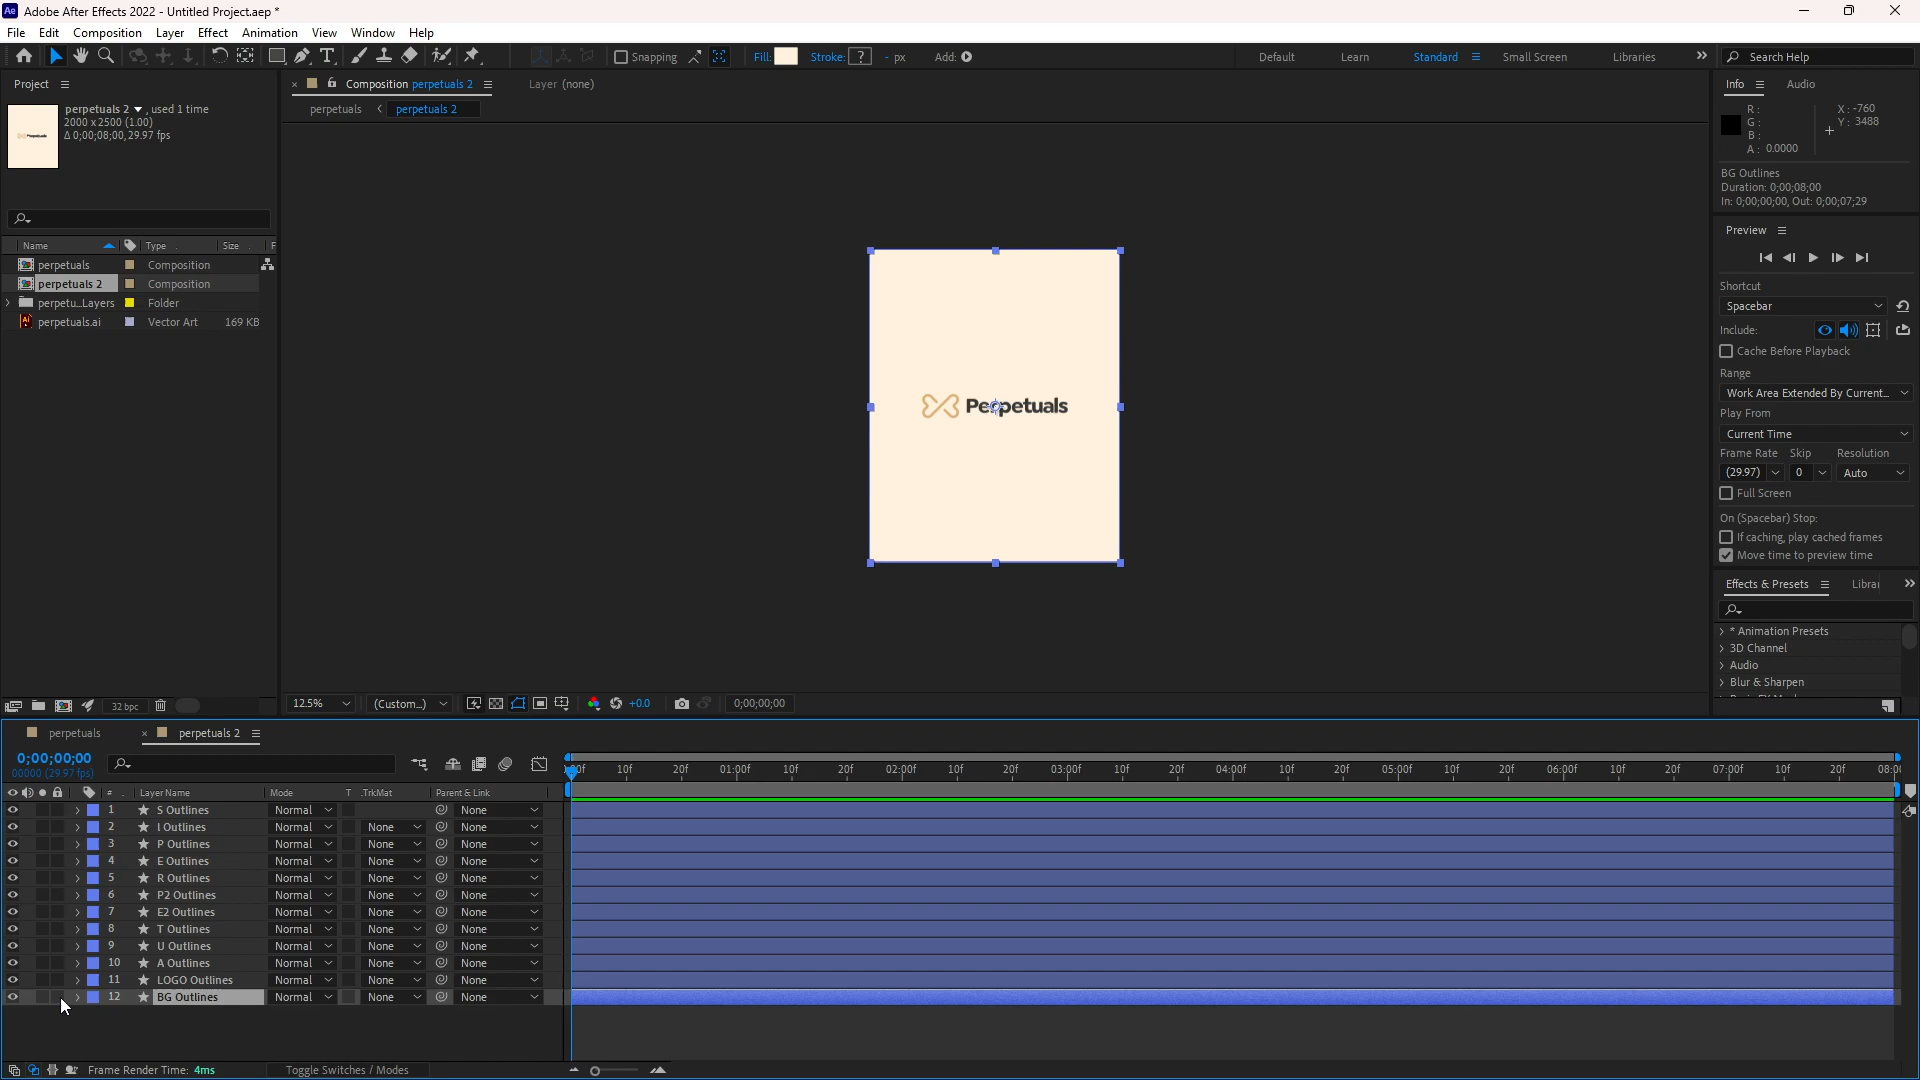 Ae Adobe After Effects 2022 - Untitled Project.aep *
File Edit Composition Layer Effect Animation View Window Help
Snapping Fill: Stroke: ? - px Add: Default Learn Standard Small Screen Libraries Search Help
Project
perpetuals 2 , used 1 time
2000 x 2500 (1.00)
Δ 0;00;08;00, 29.97 fps
Name Type Size F
perpetuals Composition
perpetuals 2 Composition
perpetu_Layers Folder
perpetuals.ai Vector Art 169 KB
32 bpc
Composition perpetuals 2 Layer (none)
perpetuals perpetuals 2
Perpetuals
12.5% (Custom...) +0.0 0;00;00;00
Info Audio
R:
G:
B:
A: 0.0000
X: -760
Y: 3488
BG Outlines
Duration: 0;00;08;00
In: 0;00;00;00, Out: 0;00;07;29
Preview
Shortcut
Spacebar
Include:
Cache Before Playback
Range
Work Area Extended By Current...
Play From
Current Time
Frame Rate Skip Resolution
(29.97) 0 Auto
Full Screen
On (Spacebar) Stop:
If caching, play cached frames
Move time to preview time
Effects & Presets Librar
* Animation Presets
3D Channel
Audio
Blur & Sharpen
perpetuals perpetuals 2
0;00;00;00
00000 (29.97 fps)
:00f 10f 20f 01:00f 10f 20f 02:00f 10f 20f 03:00f 10f 20f 04:00f 10f 20f 05:00f 10f 20f 06:00f 10f 20f 07:00f 10f 20f 08:0
# Layer Name Mode T .TrkMat Parent & Link
1 S Outlines Normal None
2 l Outlines Normal None None
3 P Outlines Normal None None
4 E Outlines Normal None None
5 R Outlines Normal None None
6 P2 Outlines Normal None None
7 E2 Outlines Normal None None
8 T Outlines Normal None None
9 U Outlines Normal None None
10 A Outlines Normal None None
11 LOGO Outlines Normal None None
12 BG Outlines Normal None None
Frame Render Time: 4ms Toggle Switches / Modes